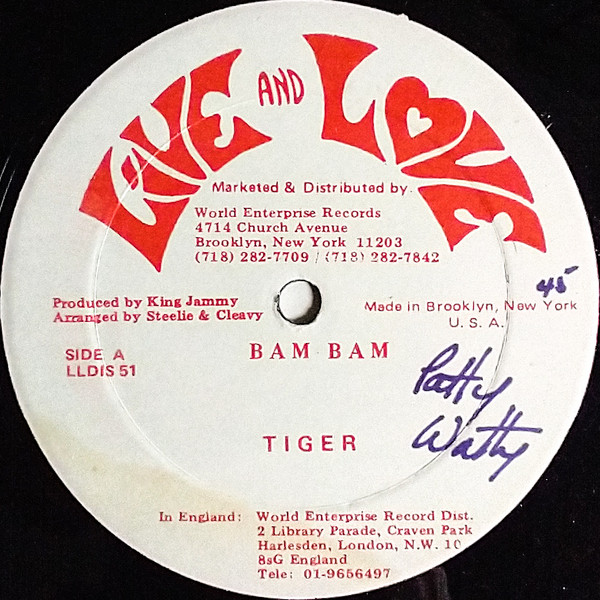 LIVE AND LOVE
Marketed & Distributed by
World Enterprise Records
4714 Church Avenue
Brooklyn, New York 11203
(718) 282-7709 / (718) 282-7842
Produced by King Jammy
Arranged by Steelie & Cleavy
45
Made in Brooklyn, New York
U. S. A.
SIDE A
LLDIS 51
BAM BAM
Patty
Watty
TIGER
In England: World Enterprise Record Dist.
2 Library Parade, Craven Park
Harlesden, London, N.W. 10
8sG England
Tele: 01-9656497